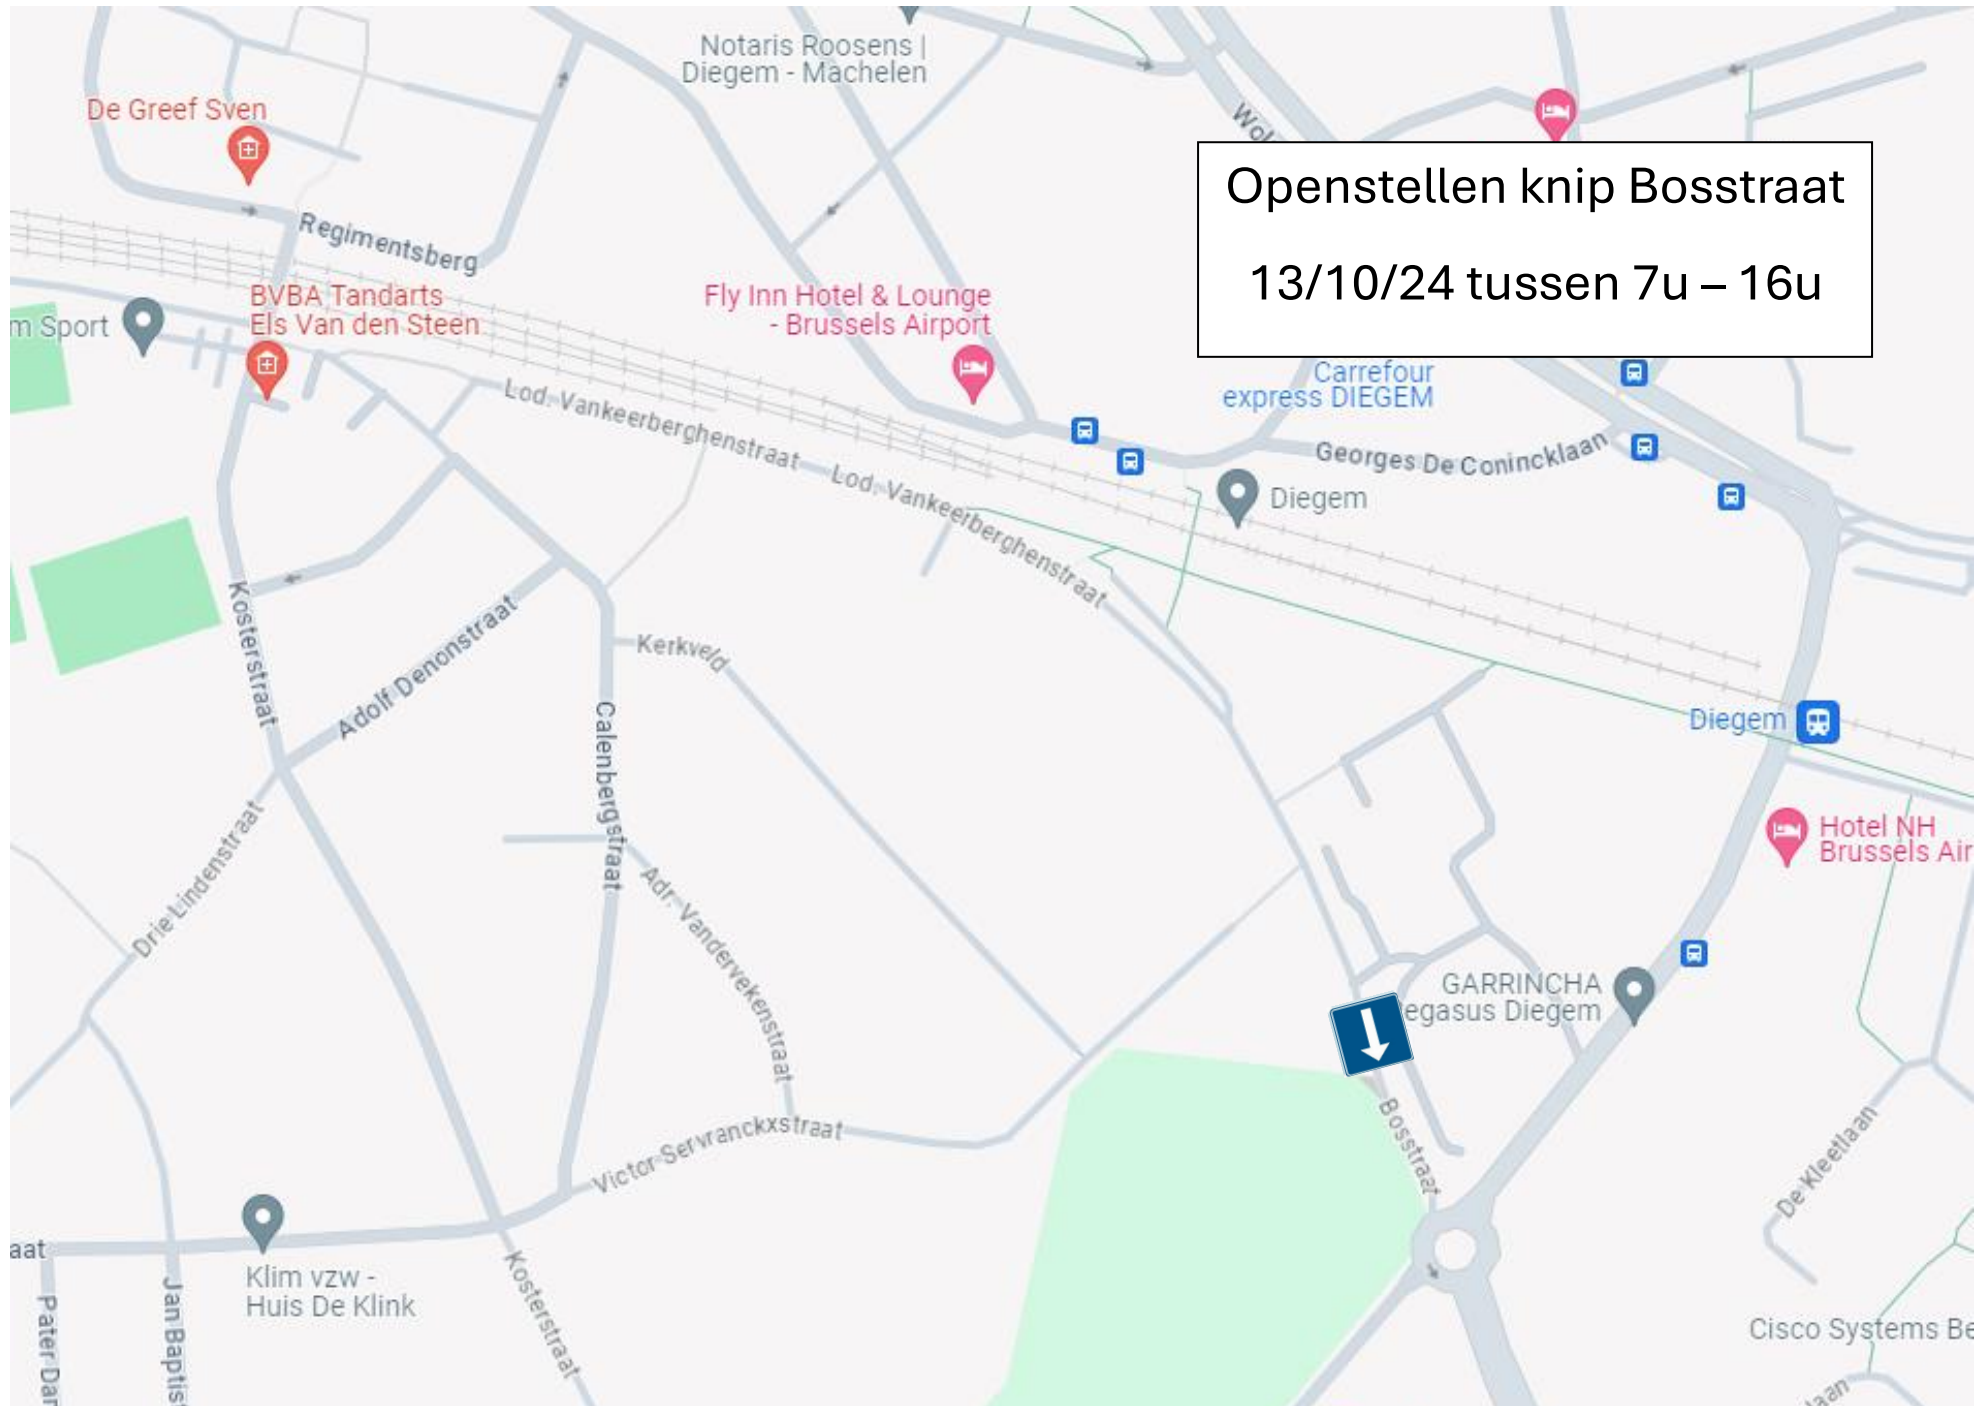 Notaris Roosens |
Diegem - Machelen
De Greef Sven
Openstellen knip Bosstraat
13/10/24 tussen 7u – 16u
Regimentsberg
BVBA Tandarts
Els Van den Steen
m Sport
Fly Inn Hotel & Lounge
- Brussels Airport
Carrefour
express DIEGEM
Lod. Vankeerberghenstraat
Lod. Vankeerberghenstraat
Georges De Conincklaan
Diegem
Kosterstraat
Adolf Denonstraat
Kerkveld
Calenbergstraat
Diegem
Hotel NH
Brussels Air
Drie Lindenstraat
Adr. Vandervekenstraat
GARRINCHA
egasus Diegem
Bosstraat
Victor Servranckxstraat
De Kleetlaan
aat
Klim vzw -
Huis De Klink
Kosterstraat
Jan Baptis
Pater Dam
Cisco Systems Be
laan